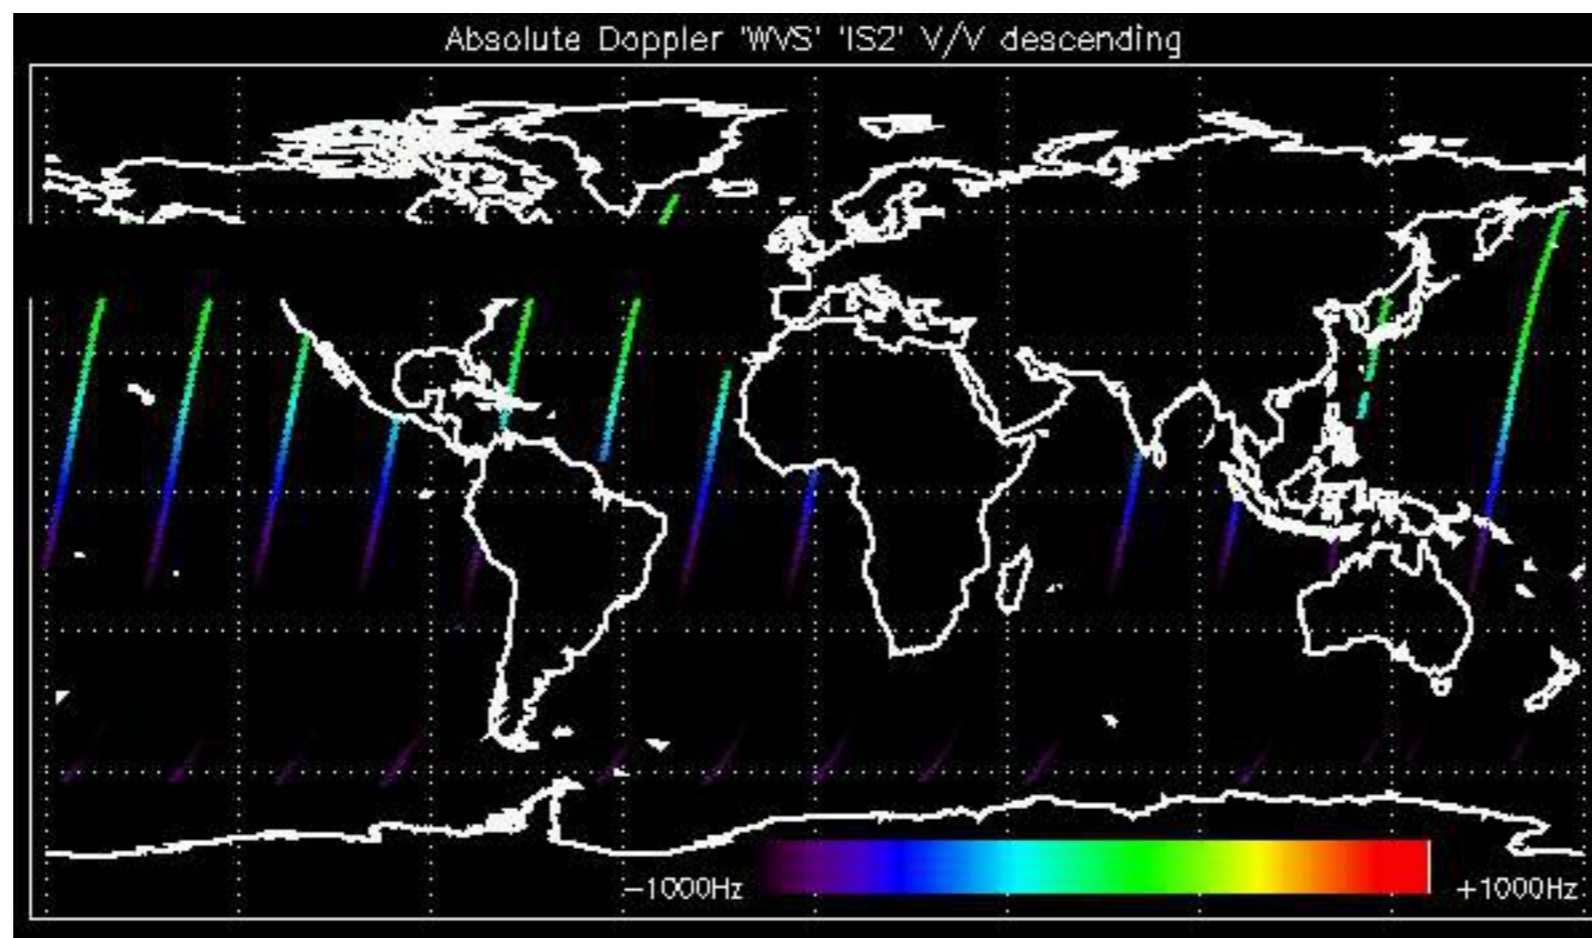 Absolute Doppler 'WVS' 'IS2' V/V descending
−1000Hz
+1000Hz